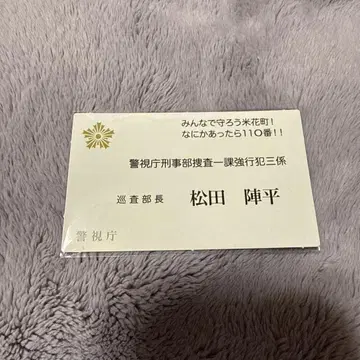 みんなで守ろう米花町！
なにかあったら110番！！
警視庁刑事部捜査一課強行犯三係
巡査部長 松田 陣平
警視庁